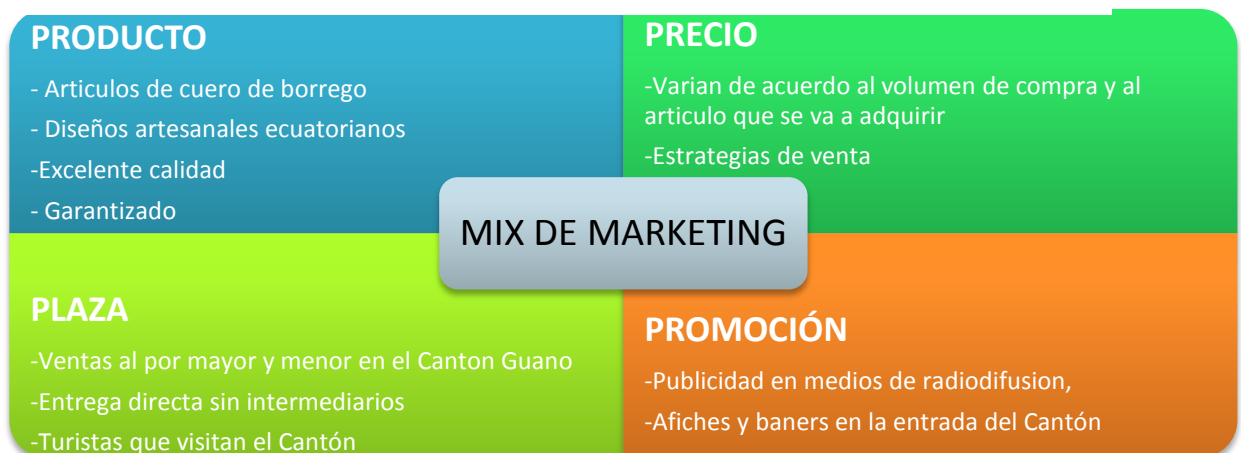 PRODUCTO
- Articulos de cuero de borrego
- Diseños artesanales ecuatorianos
-Excelente calidad
- Garantizado
PRECIO
-Varian de acuerdo al volumen de compra y al
articulo que se va a adquirir
-Estrategias de venta
MIX DE MARKETING
PLAZA
-Ventas al por mayor y menor en el Canton Guano
-Entrega directa sin intermediarios
-Turistas que visitan el Cantón
PROMOCIÓN
-Publicidad en medios de radiodifusion,
-Afiches y baners en la entrada del Cantón